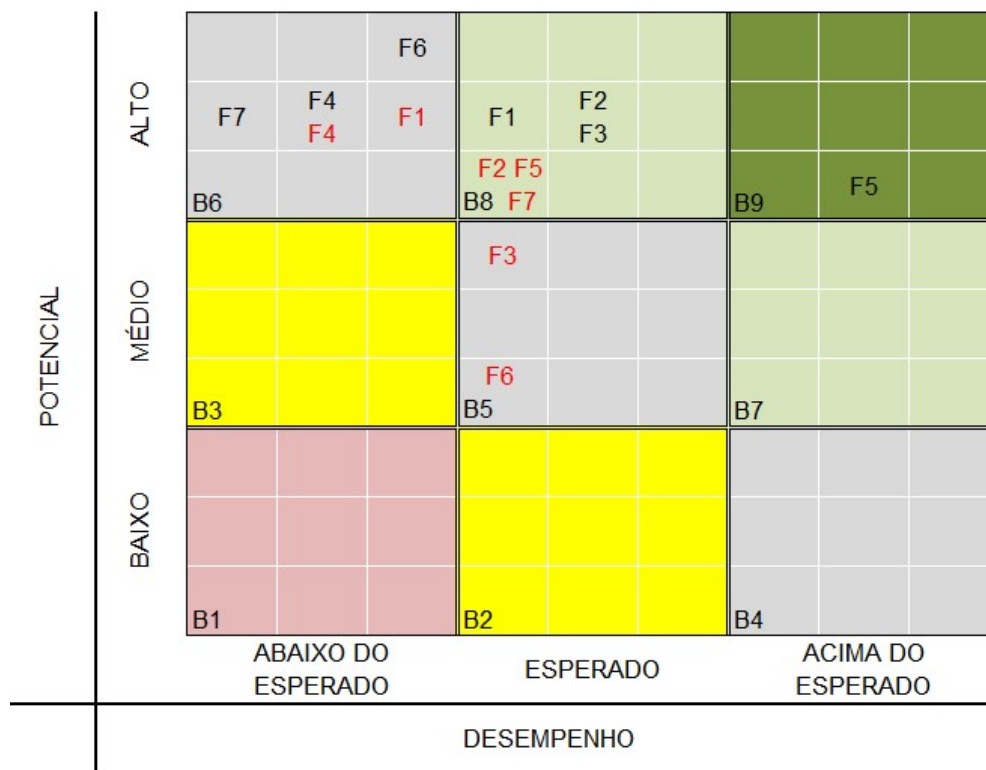 POTENCIAL
ALTO
F6
F7
F4
F4
F1
B6
F1
F2
F3
F2 F5
B8 F7
B9
F5
MÉDIO
B3
F3
F6
B5
B7
BAIXO
B1
B2
B4
ABAIXO DO
ESPERADO
ESPERADO
ACIMA DO
ESPERADO
DESEMPENHO